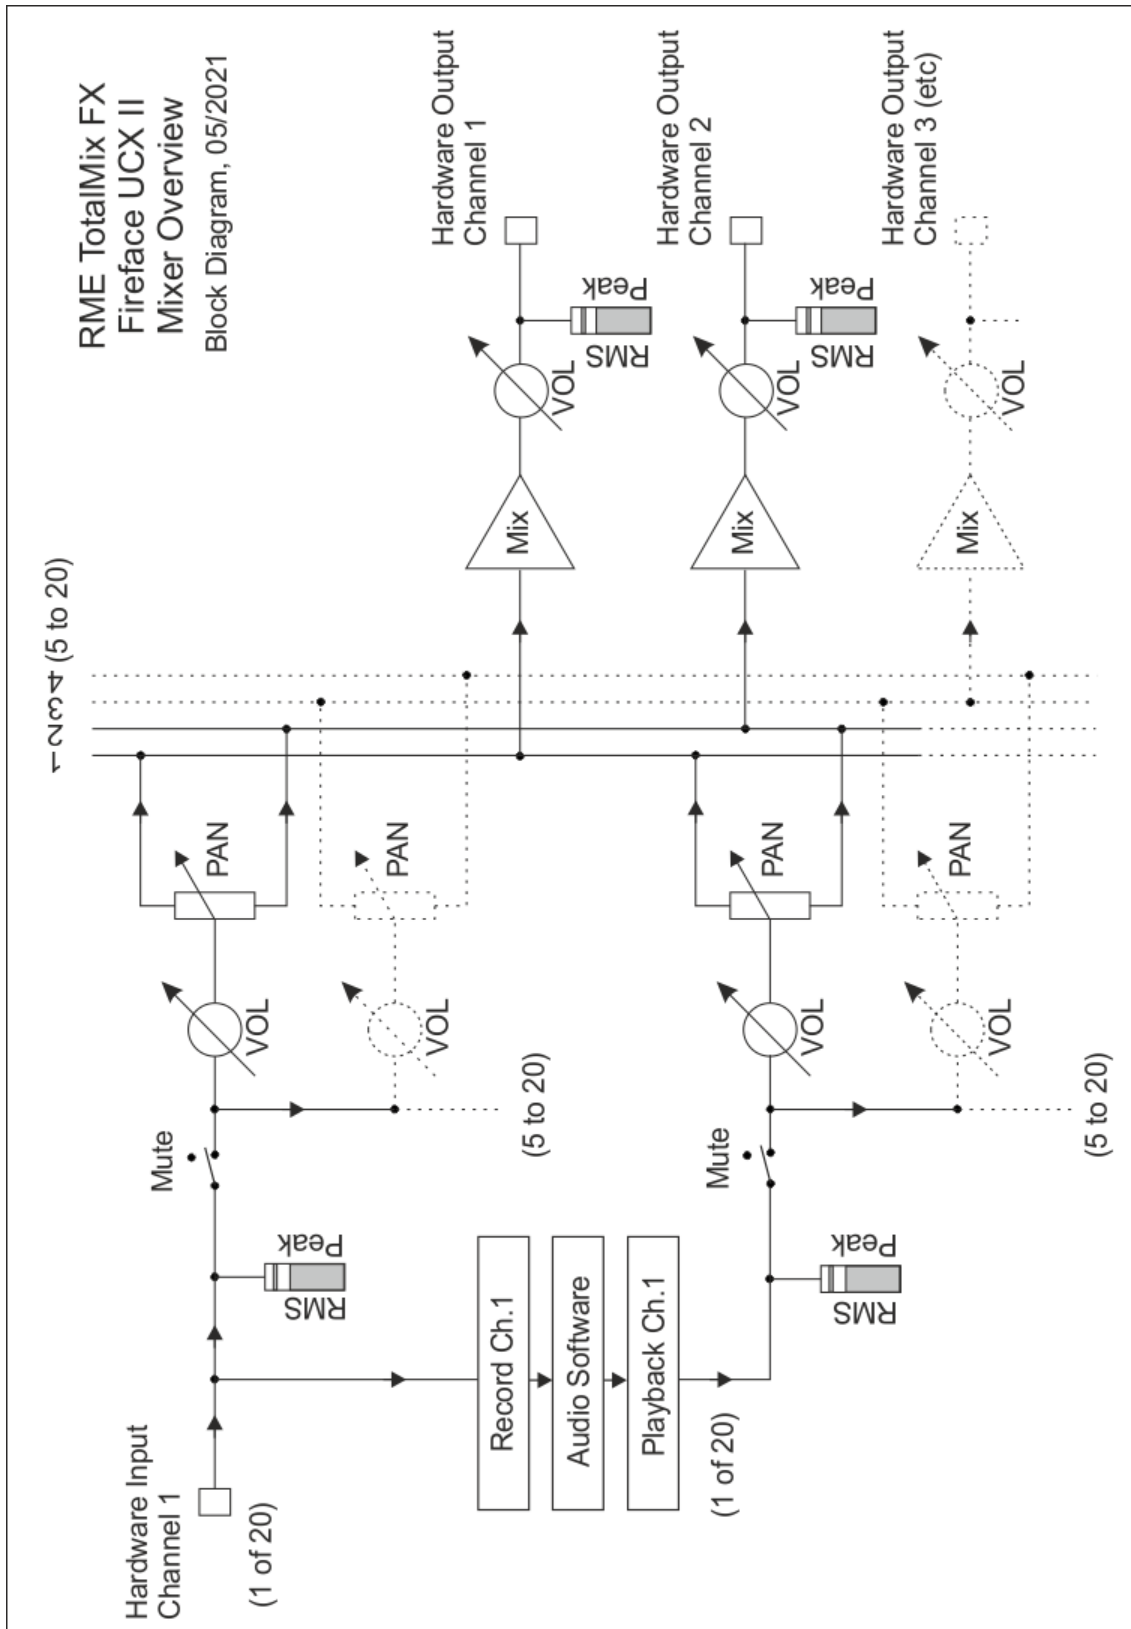 RME TotalMix FX
Fireface UCX II
Mixer Overview
Block Diagram, 05/2021
Hardware Input
Channel 1
(1 of 20)
RMS
Peak
Mute
VOL
PAN
VOL
PAN
(5 to 20)
1 2 3 4 (5 to 20)
Record Ch.1
Audio Software
Playback Ch.1
(1 of 20)
RMS
Peak
Mute
VOL
PAN
VOL
PAN
(5 to 20)
Mix
VOL
RMS
Peak
Hardware Output
Channel 1
Mix
VOL
RMS
Peak
Hardware Output
Channel 2
Mix
VOL
Hardware Output
Channel 3 (etc)